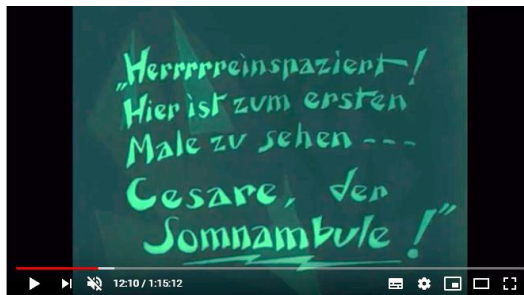 „Herrrrreinspaziert!
Hier ist zum ersten
Male zu sehen ---
Cesare, der
Somnambule!”
12:10 / 1:15:12